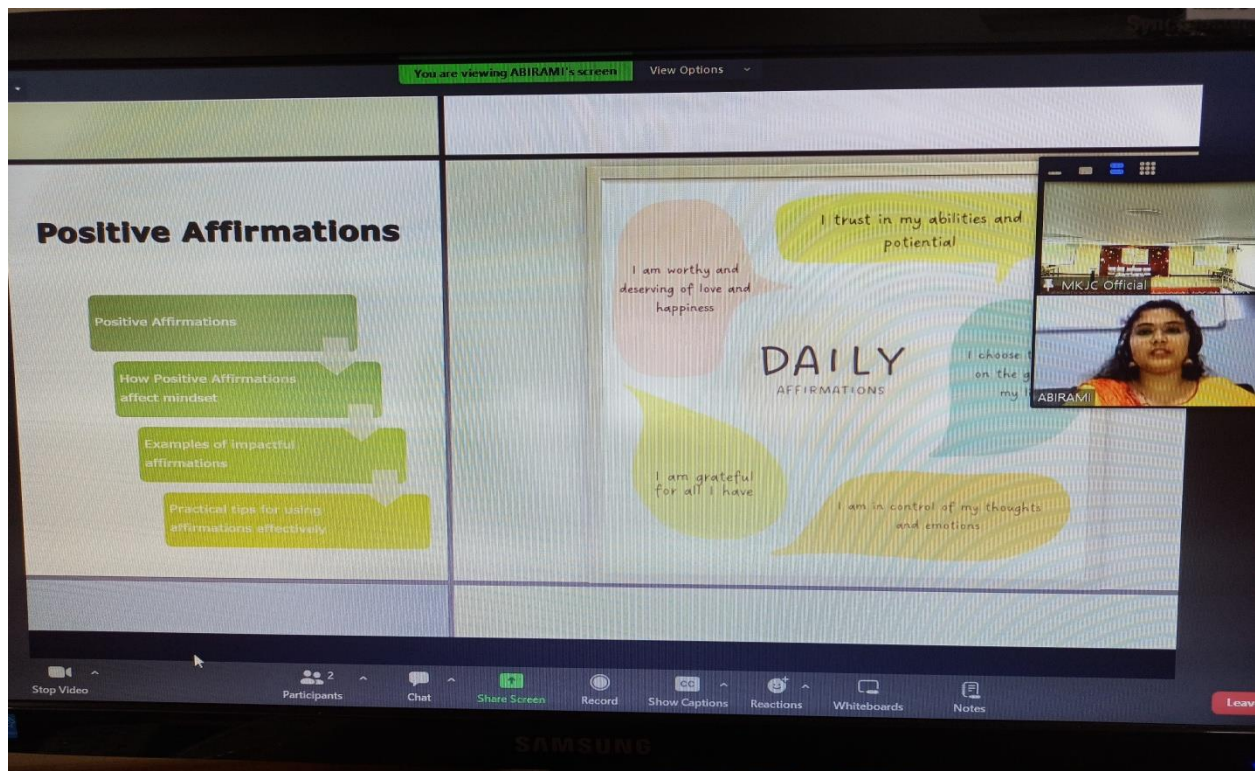 You are viewing ABIRAMI's screen
View Options
Positive Affirmations
Positive Affirmations
How Positive Affirmations
affect mindset
Examples of impactful
affirmations
Practical tips for using
affirmations effectively
I trust in my abilities and
potiential
I am worthy and
deserving of love and
happiness
DAILY
AFFIRMATIONS
I choose
on the
my
I am grateful
for all I have
I am in control of my thoughts
and emotions
MKJC Official
ABIRAMI
Stop Video
2
Participants
Chat
Share Screen
Record
CC
Show Captions
Reactions
Whiteboards
Notes
Leav
SAMSUNG